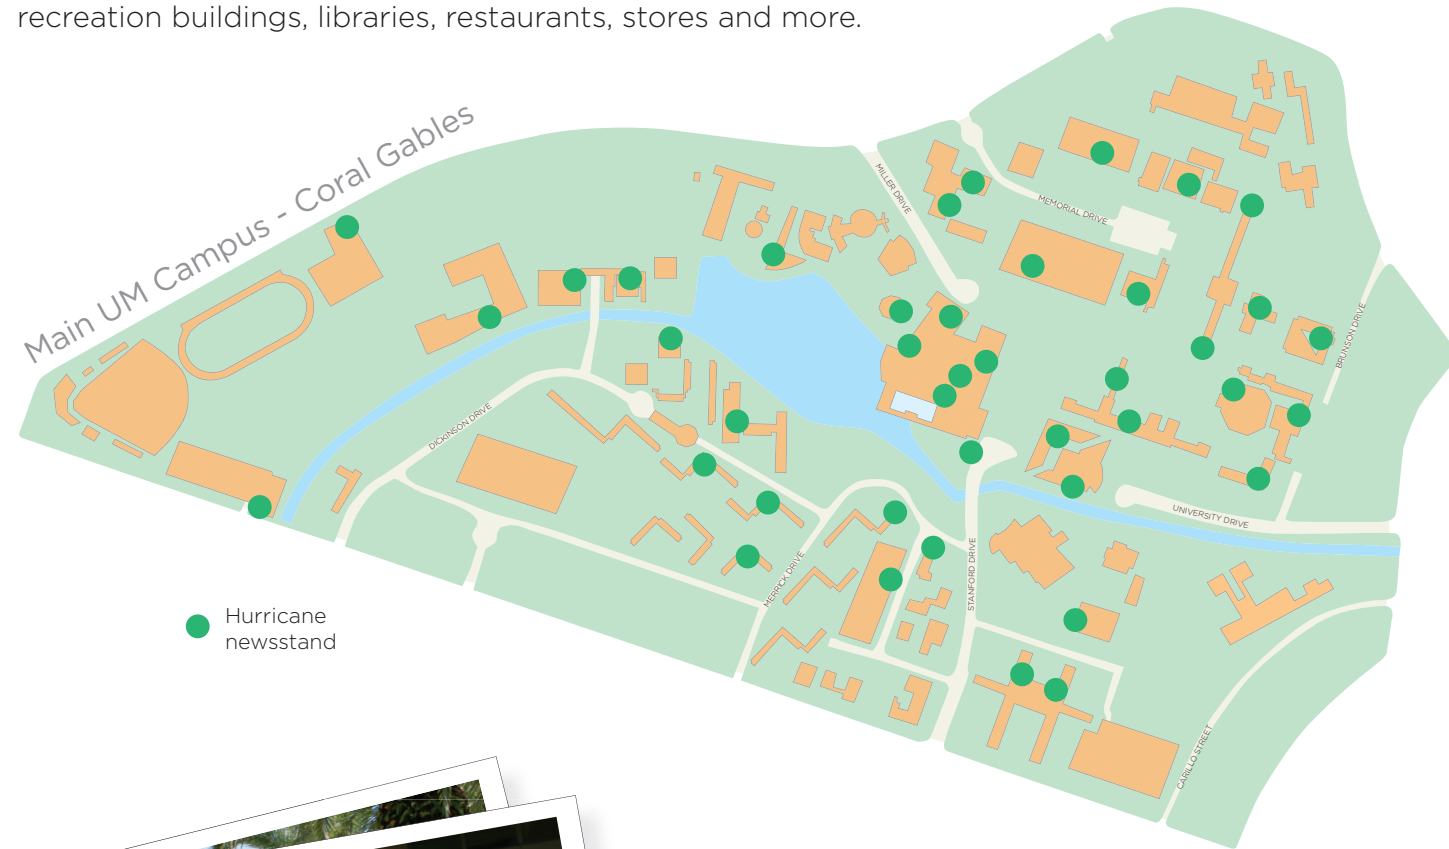 recreation buildings, libraries, restaurants, stores and more.
Main UM Campus - Coral Gables
MILLER DRIVE
MEMORIAL DRIVE
BRUNSON DRIVE
DICKINSON DRIVE
UNIVERSITY DRIVE
MERRICK DRIVE
STANFORD DRIVE
CARILLO STREET
Hurricane
newsstand